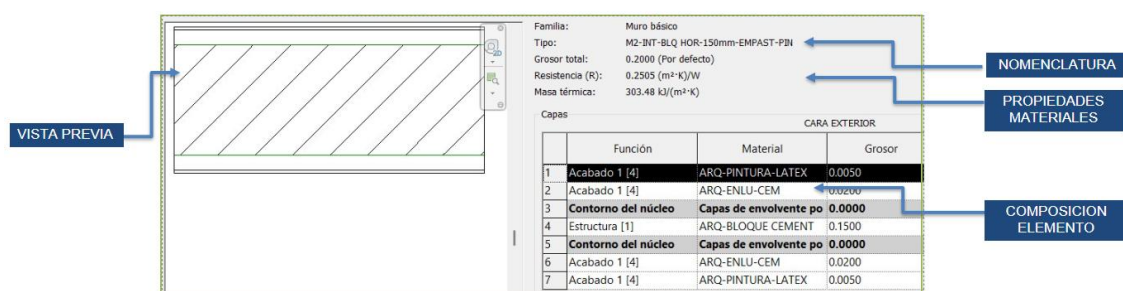 VISTA PREVIA
Familia: Muro básico
Tipo: M2-INT-BLQ HOR-150mm-EMPAST-PIN
Grosor total: 0.2000 (Por defecto)
Resistencia (R): 0.2505 (m²·K)/W
Masa térmica: 303.48 kJ/(m²·K)
Capas
CARA EXTERIOR
Función Material Grosor
1 Acabado 1 [4] ARQ-PINTURA-LATEX 0.0050
2 Acabado 1 [4] ARQ-ENLU-CEM 0.0200
3 Contorno del núcleo Capas de envolvente po 0.0000
4 Estructura [1] ARQ-BLOQUE CEMENT 0.1500
5 Contorno del núcleo Capas de envolvente po 0.0000
6 Acabado 1 [4] ARQ-ENLU-CEM 0.0200
7 Acabado 1 [4] ARQ-PINTURA-LATEX 0.0050
NOMENCLATURA
PROPIEDADES
MATERIALES
COMPOSICION
ELEMENTO